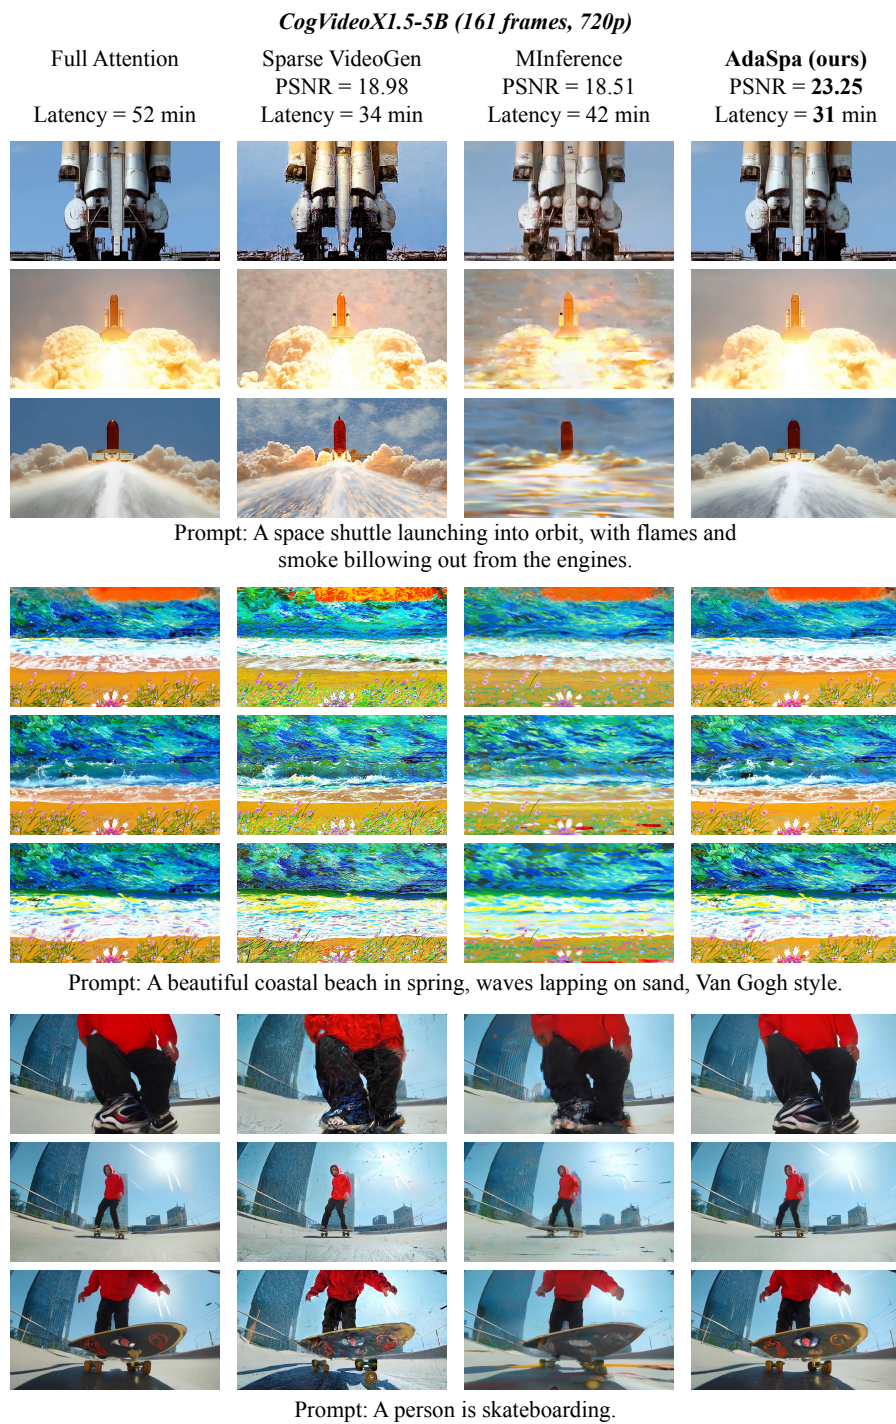 CogVideoX1.5-5B (161 frames, 720p)
Full Attention Sparse VideoGen MInference AdaSpa (ours)
PSNR = 18.98 PSNR = 18.51 PSNR = 23.25
Latency = 52 min Latency = 34 min Latency = 42 min Latency = 31 min
Prompt: A space shuttle launching into orbit, with flames and
smoke billowing out from the engines.
Prompt: A beautiful coastal beach in spring, waves lapping on sand, Van Gogh style.
Prompt: A person is skateboarding.